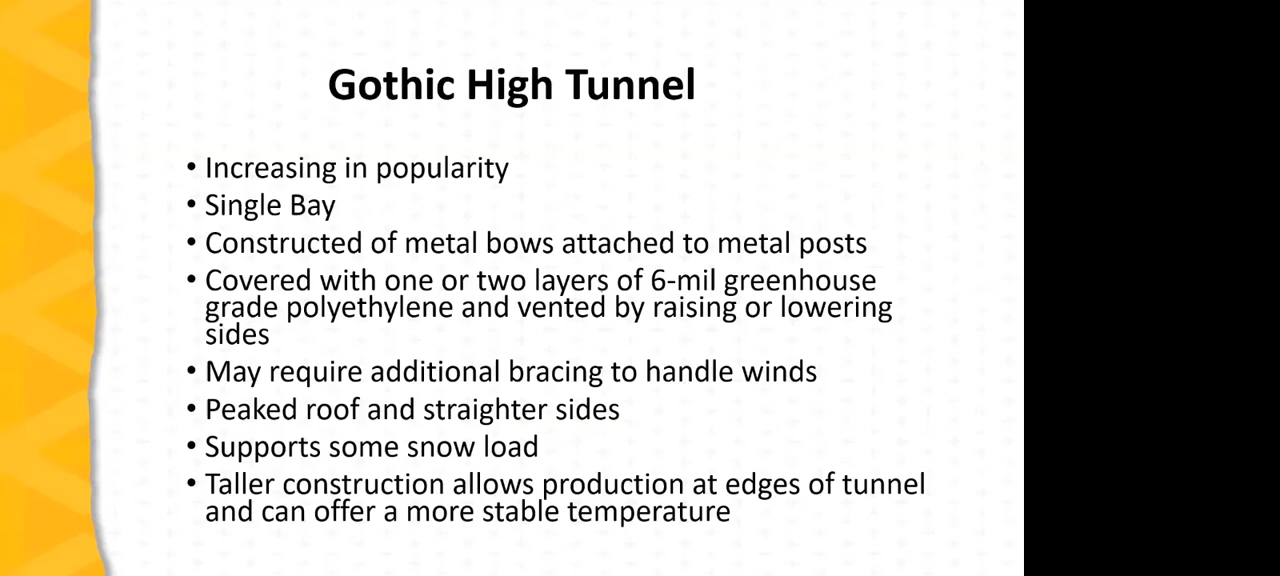 Gothic High Tunnel
• Increasing in popularity
• Single Bay
• Constructed of metal bows attached to metal posts
• Covered with one or two layers of 6-mil greenhouse
grade polyethylene and vented by raising or lowering
sides
• May require additional bracing to handle winds
• Peaked roof and straighter sides
• Supports some snow load
• Taller construction allows production at edges of tunnel
and can offer a more stable temperature